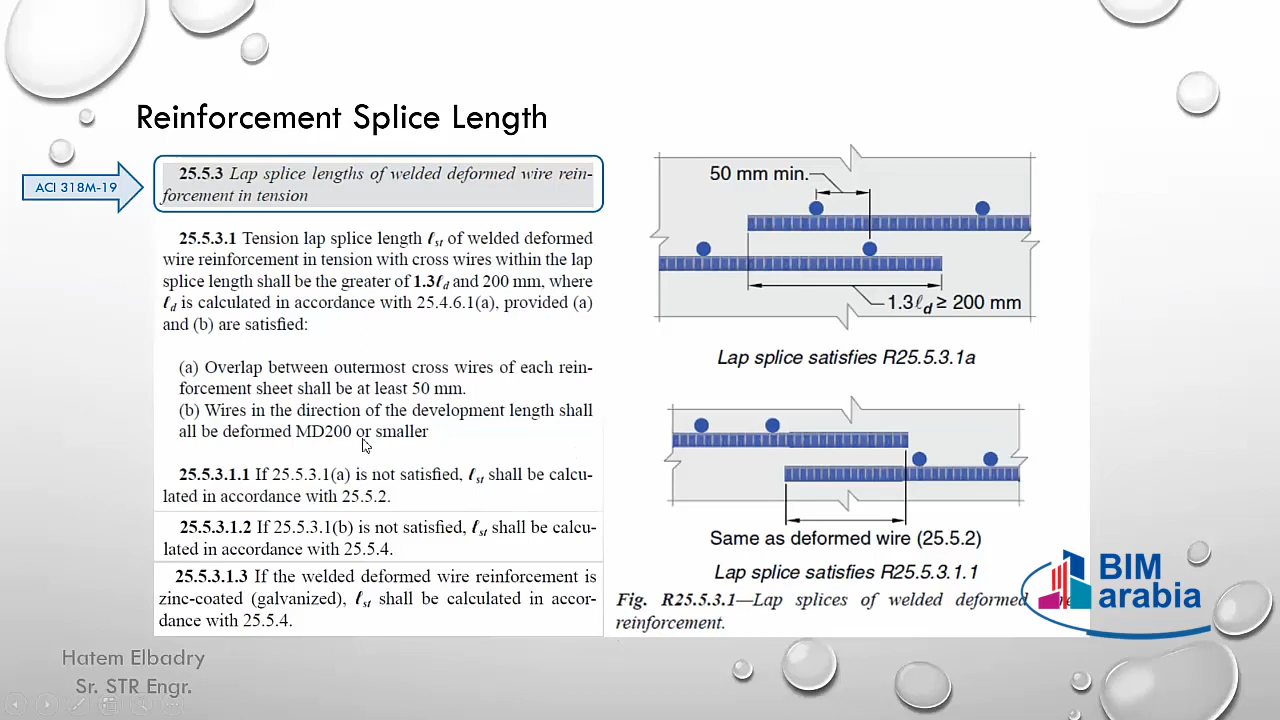 Reinforcement Splice Length
ACI 318M-19
25.5.3 Lap splice lengths of welded deformed wire rein-
forcement in tension
25.5.3.1 Tension lap splice length ℓst of welded deformed
wire reinforcement in tension with cross wires within the lap
splice length shall be the greater of 1.3ℓd and 200 mm, where
ℓd is calculated in accordance with 25.4.6.1(a), provided (a)
and (b) are satisfied:
(a) Overlap between outermost cross wires of each rein-
forcement sheet shall be at least 50 mm.
(b) Wires in the direction of the development length shall
all be deformed MD200 or smaller
25.5.3.1.1 If 25.5.3.1(a) is not satisfied, ℓst shall be calcu-
lated in accordance with 25.5.2.
25.5.3.1.2 If 25.5.3.1(b) is not satisfied, ℓst shall be calcu-
lated in accordance with 25.5.4.
25.5.3.1.3 If the welded deformed wire reinforcement is
zinc-coated (galvanized), ℓst shall be calculated in accor-
dance with 25.5.4.
50 mm min.
1.3ℓd ≥ 200 mm
Lap splice satisfies R25.5.3.1a
Same as deformed wire (25.5.2)
Lap splice satisfies R25.5.3.1.1
Fig. R25.5.3.1—Lap splices of welded deformed
reinforcement.
BIM
arabia
Hatem Elbadry
Sr. STR Engr.